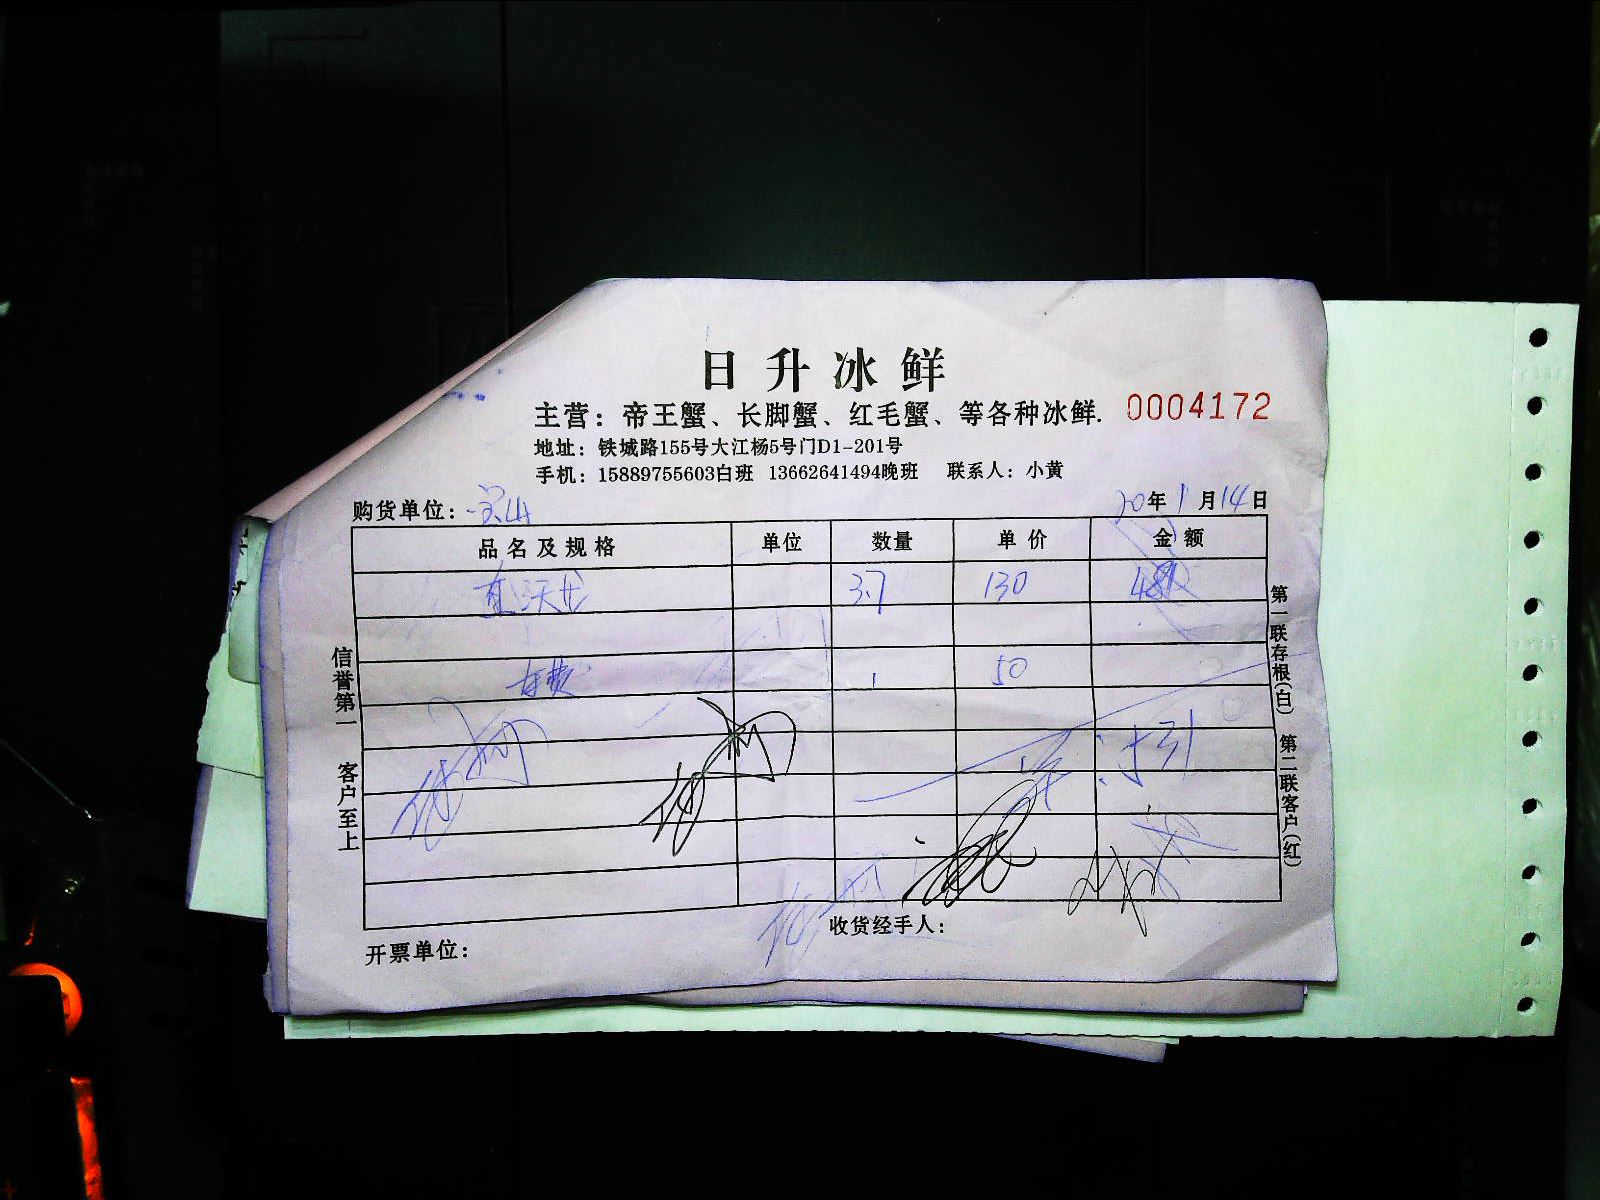 日升冰鲜
主营：帝王蟹、长脚蟹、红毛蟹、等各种冰鲜.
0004172
地址：铁城路155号大江杨5号门D1-201号
手机：15889755603白班 13662641494晚班 联系人：小黄
购货单位：宝山 20年1月14日
品名及规格 单位 数量 单价 金额
3.7 130
车费 1 50
信誉第一 客户至上
第一联存根(白) 第二联客户(红)
收货经手人：
开票单位：